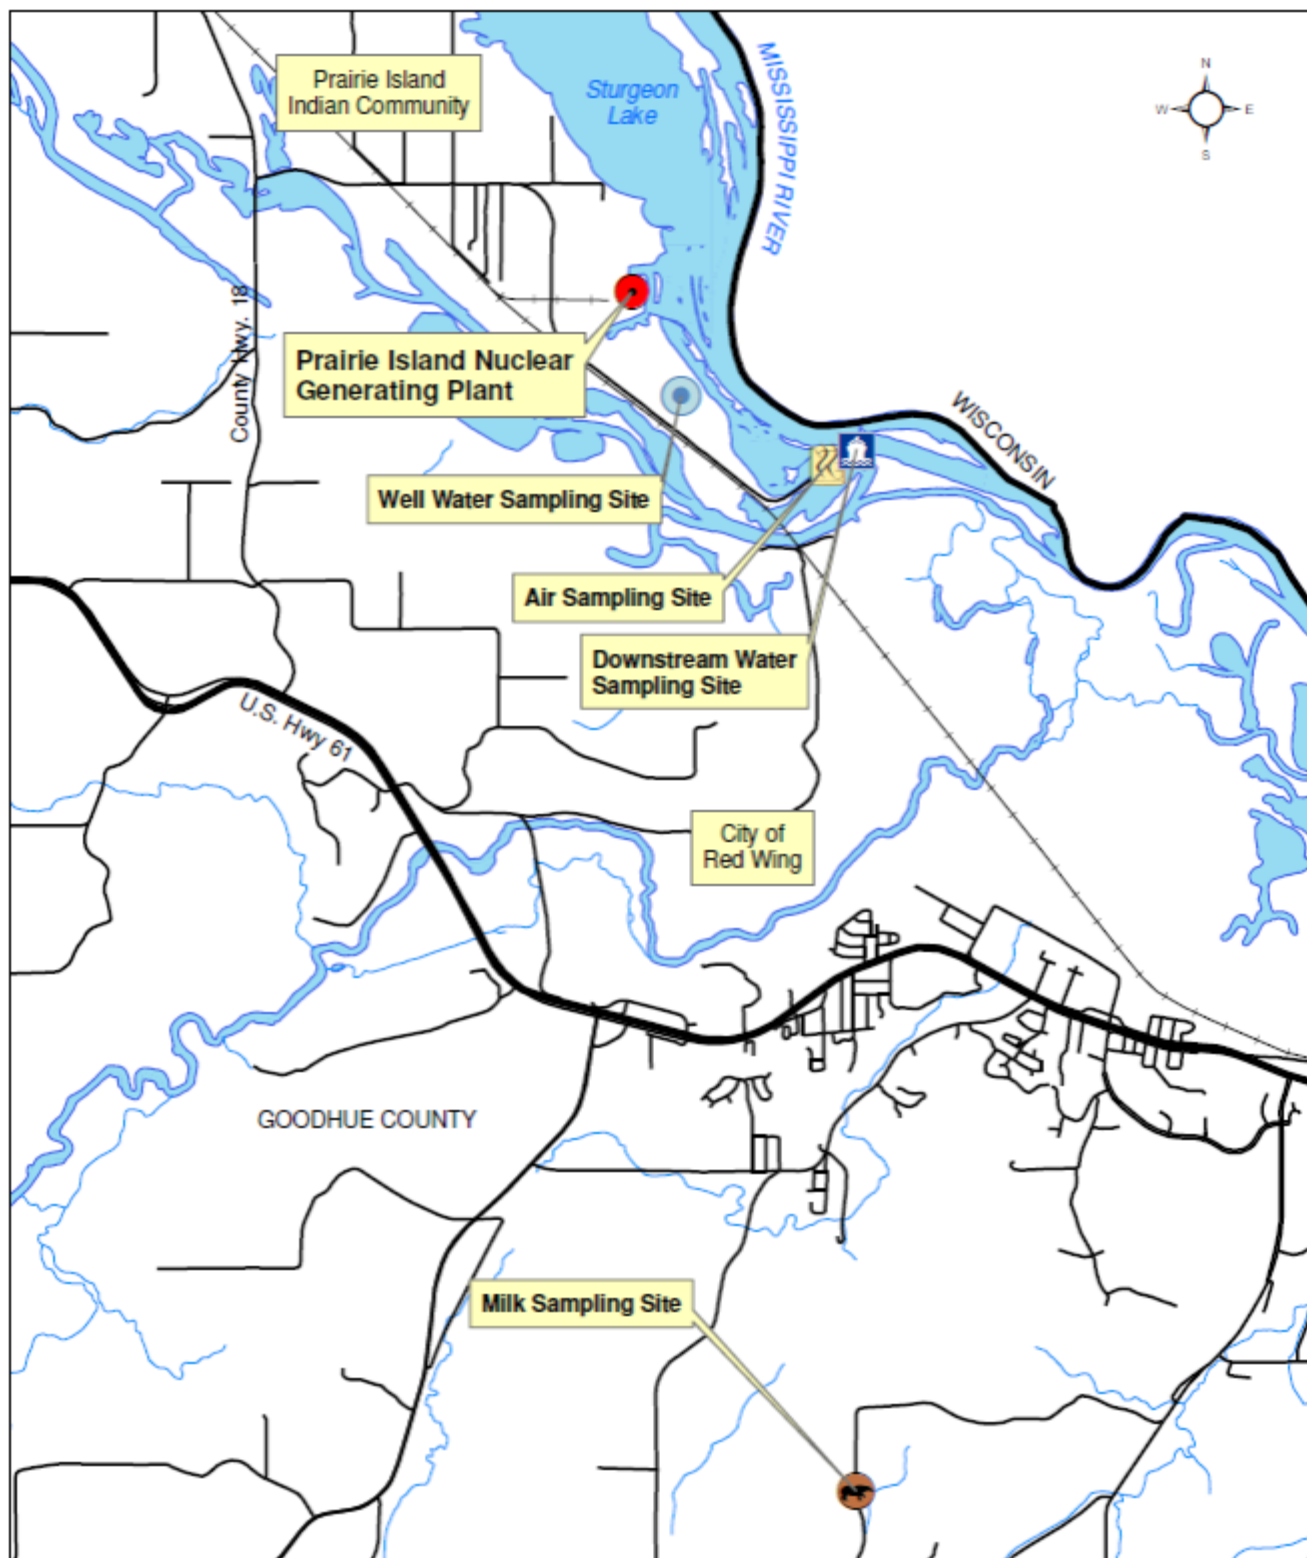 Prairie Island
Indian Community
Sturgeon
Lake
MISSISSIPPI RIVER
N
W
E
S
County Hwy. 18
Prairie Island Nuclear
Generating Plant
WISCONSIN
Well Water Sampling Site
Air Sampling Site
Downstream Water
Sampling Site
U.S. Hwy 61
City of
Red Wing
GOODHUE COUNTY
Milk Sampling Site